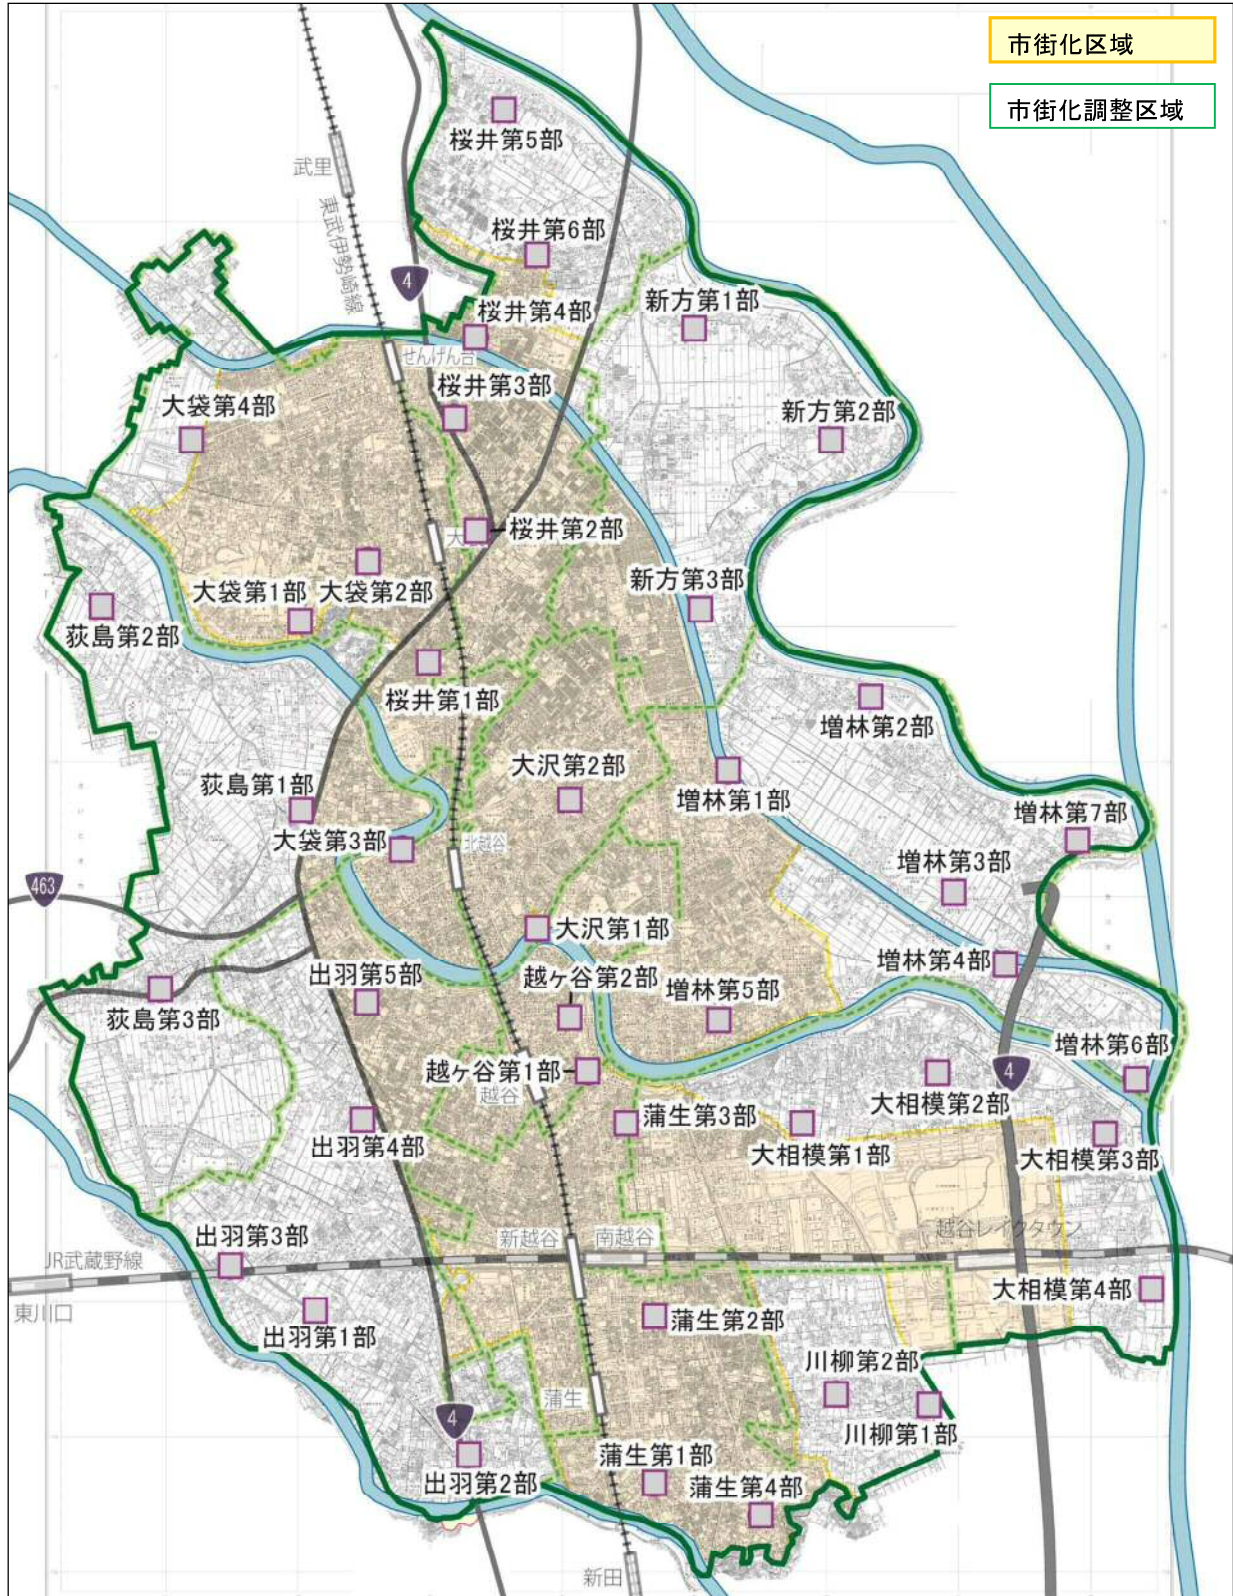 市街化区域
市街化調整区域
桜井第5部
武里
東武伊勢崎線
桜井第6部
4
新方第1部
桜井第4部
せんげん台
桜井第3部
大袋第4部
新方第2部
桜井第2部
大
新方第3部
大袋第1部
大袋第2部
荻島第2部
桜井第1部
増林第2部
大沢第2部
荻島第1部
増林第1部
増林第7部
大袋第3部
北越谷
増林第3部
463
大沢第1部
増林第4部
出羽第5部
越ヶ谷第2部
増林第5部
荻島第3部
増林第6部
越ヶ谷第1部
4
越谷
大相模第2部
蒲生第3部
出羽第4部
大相模第1部
大相模第3部
出羽第3部
新越谷
南越谷
越谷レイクタウン
JR武蔵野線
大相模第4部
東川口
出羽第1部
蒲生第2部
川柳第2部
蒲生
4
川柳第1部
蒲生第1部
出羽第2部
蒲生第4部
新田